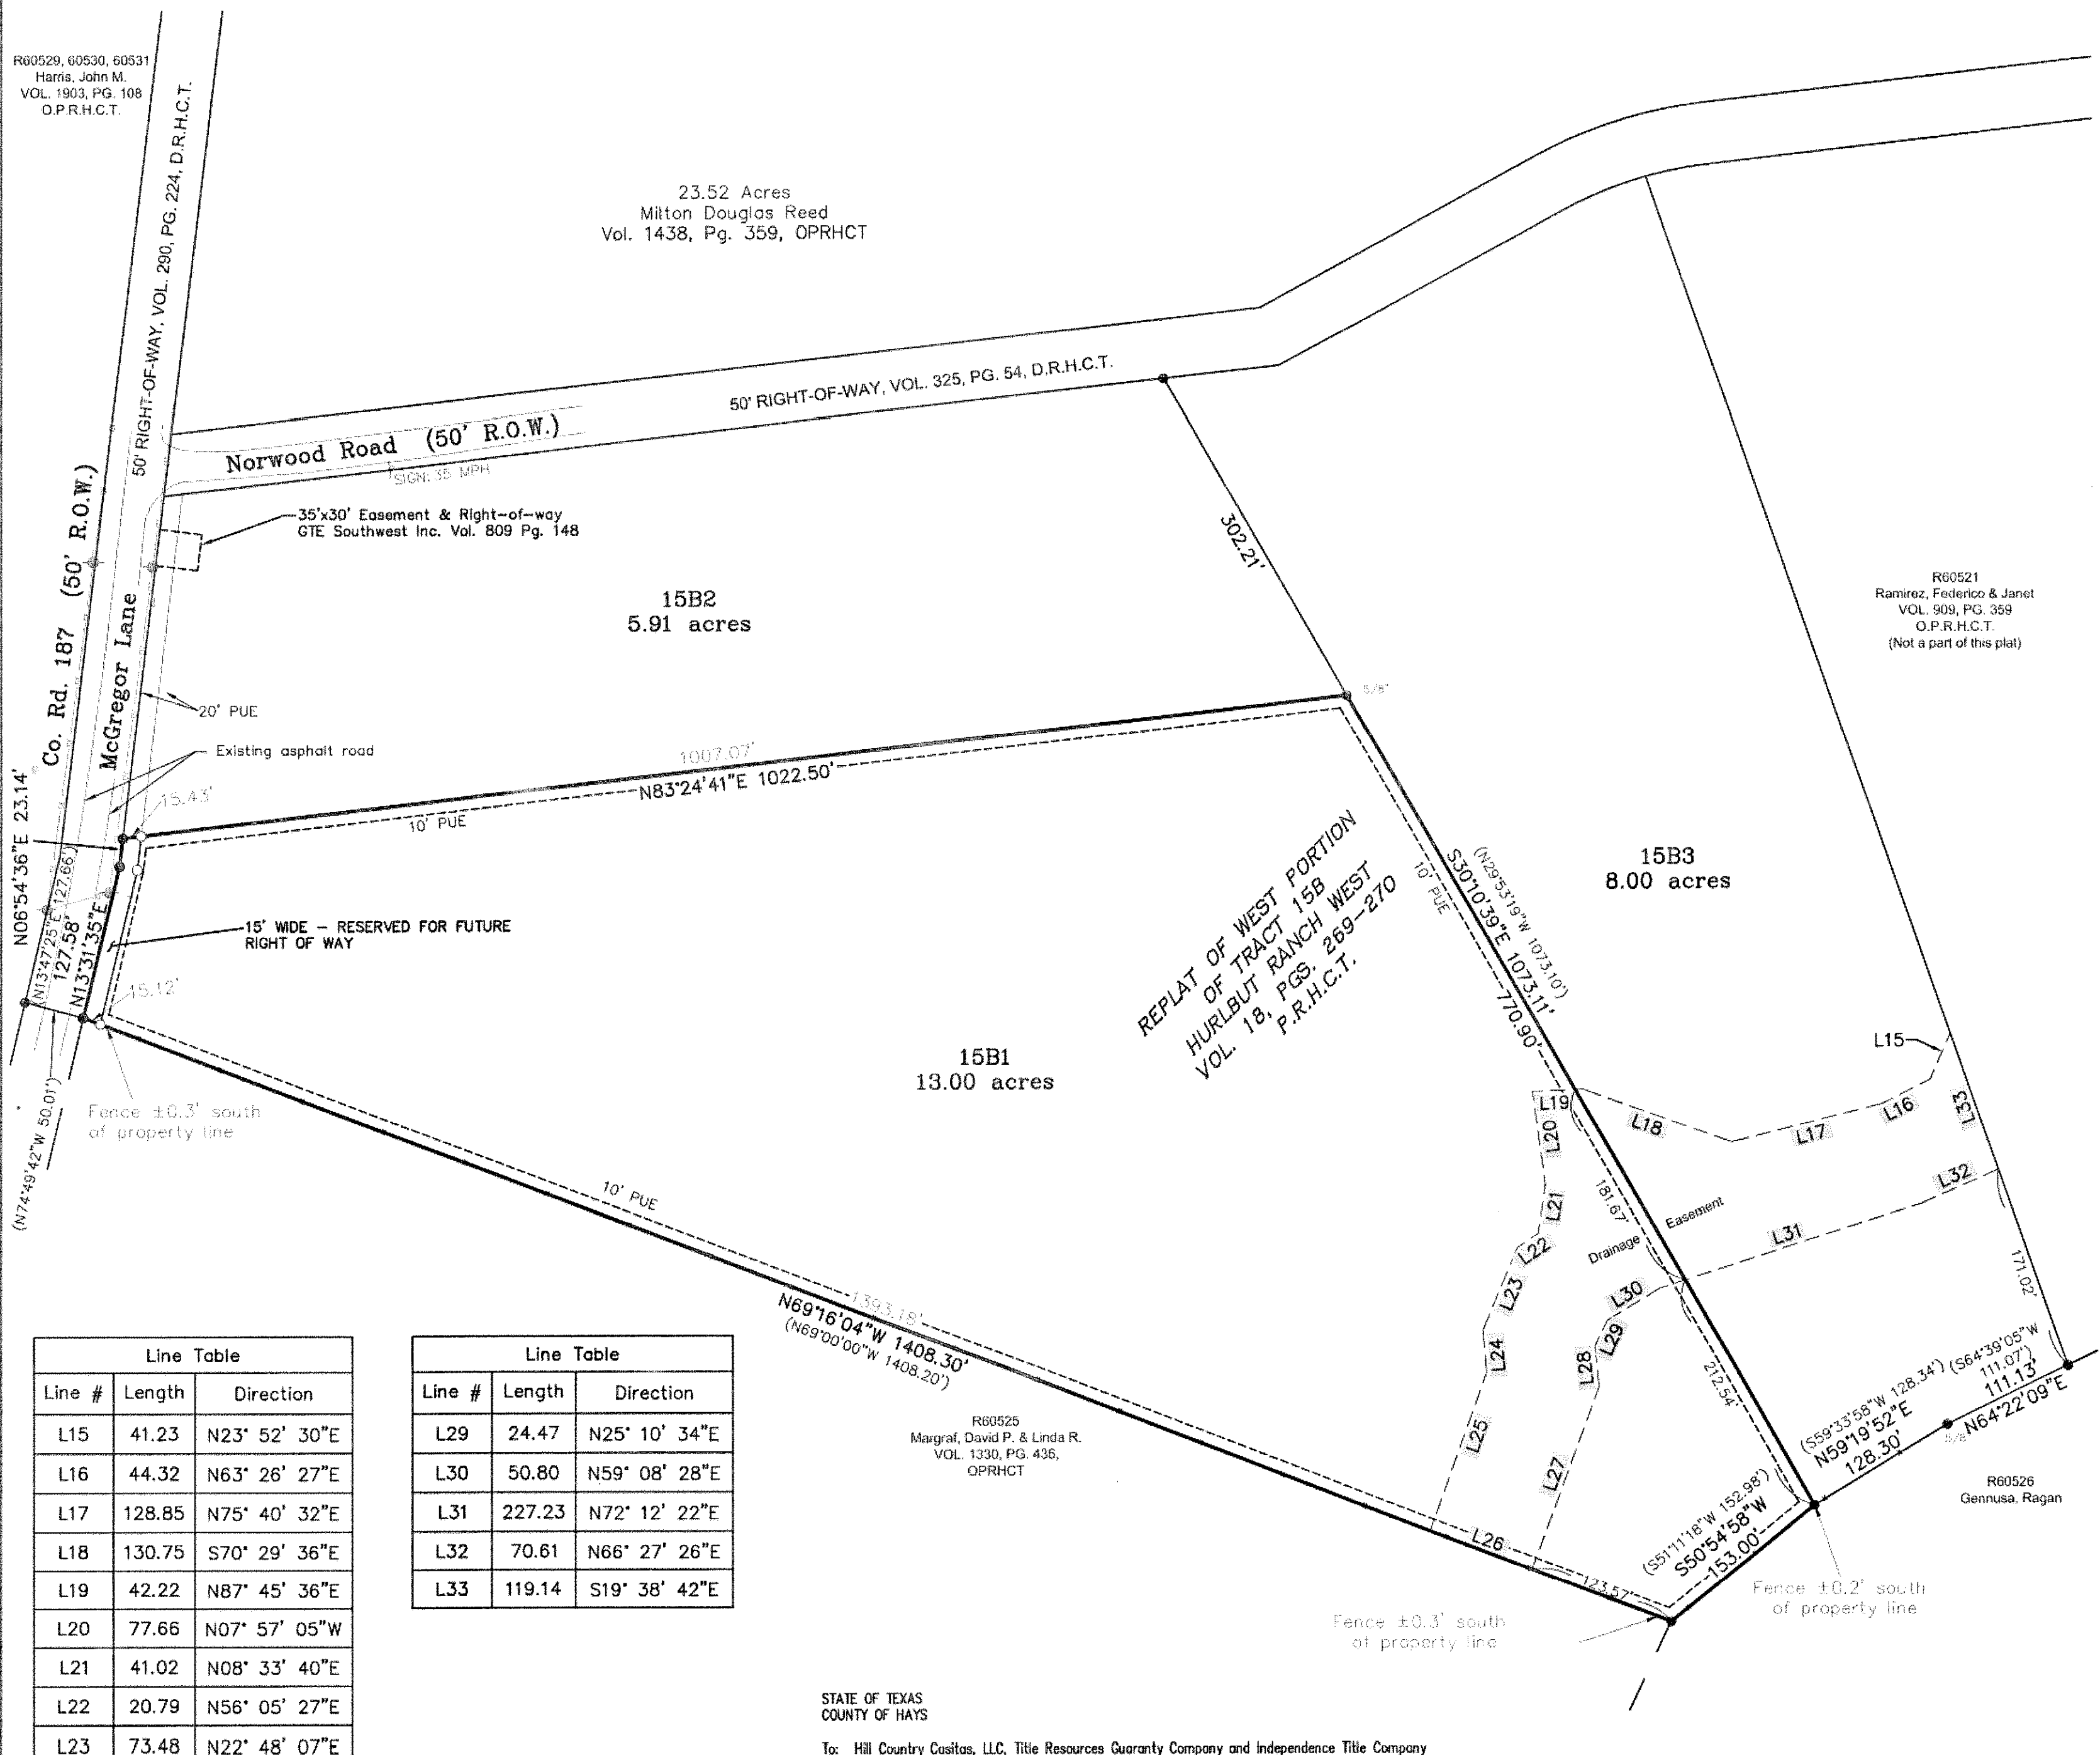 R60529, 60530, 60531
Harris, John M.
VOL. 1903, PG. 108
O.P.R.H.C.T.
50' RIGHT-OF-WAY, VOL. 290, PG. 224, D.R.H.C.T.
23.52 Acres
Milton Douglas Reed
Vol. 1438, Pg. 359, OPRHCT
50' RIGHT-OF-WAY, VOL. 325, PG. 54, D.R.H.C.T.
Norwood Road (50' R.O.W.)
SIGN: 35 MPH
Co. Rd. 187 (50' R.O.W.)
McGregor Lane
35'x30' Easement & Right-of-way
GTE Southwest Inc. Vol. 809 Pg. 148
302.21'
15B2
5.91 acres
R60521
Ramirez, Federico & Janet
VOL. 909, PG. 359
O.P.R.H.C.T.
(Not a part of this plat)
5/8"
20' PUE
Existing asphalt road
1007.07'
N83°24'41"E 1022.50'
10' PUE
15.43'
N06°54'36"E 23.14'
(N13°47'25"E 127.66')
127.58'
N13°31'35"E
15' WIDE - RESERVED FOR FUTURE
RIGHT OF WAY
15.12'
(N74°49'42"W 50.01')
Fence ±0.3' south
of property line
REPLAT OF WEST PORTION
OF TRACT 15B
HURLBUT RANCH WEST
VOL. 18, PGS. 269-270
P.R.H.C.T.
10' PUE
(N29°53'19"W 1073.10')
S30°10'39"E 1073.11'
770.90'
15B3
8.00 acres
15B1
13.00 acres
L15
L16
L17
L18
L19
L20
L21
L22
L23
L24
L25
L26
L27
L28
L29
L30
L31
L32
L33
181.67'
Drainage
Easement
171.02'
212.54'
10' PUE
1393.18'
N69°16'04"W 1408.30'
(N69°00'00"W 1408.20')
123.57'
(S51°11'18"W 152.98')
S50°54'58"W
153.00'
(S59°33'58"W 128.34')
N59°19'52"E
128.30'
(S64°39'05"W
111.07')
111.13'
N64°22'09"E
5/8"
R60526
Gennusa, Ragan
Fence ±0.2' south
of property line
Fence ±0.3' south
of property line
R60525
Margraf, David P. & Linda R.
VOL. 1330, PG. 436,
OPRHCT
Line Table
Line # Length Direction
L15 41.23 N23° 52' 30"E
L16 44.32 N63° 26' 27"E
L17 128.85 N75° 40' 32"E
L18 130.75 S70° 29' 36"E
L19 42.22 N87° 45' 36"E
L20 77.66 N07° 57' 05"W
L21 41.02 N08° 33' 40"E
L22 20.79 N56° 05' 27"E
L23 73.48 N22° 48' 07"E
Line Table
Line # Length Direction
L29 24.47 N25° 10' 34"E
L30 50.80 N59° 08' 28"E
L31 227.23 N72° 12' 22"E
L32 70.61 N66° 27' 26"E
L33 119.14 S19° 38' 42"E
STATE OF TEXAS
COUNTY OF HAYS
To: Hill Country Casitas, LLC, Title Resources Guaranty Company and Independence Title Company